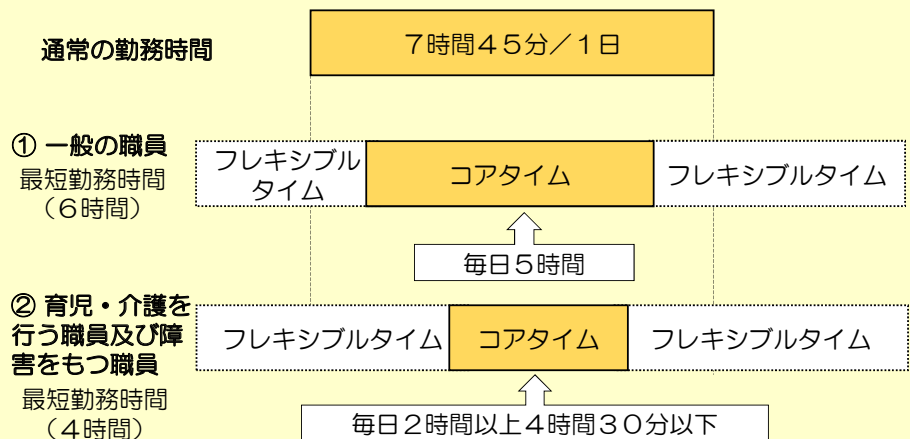 通常の勤務時間
７時間４５分／１日
① 一般の職員
最短勤務時間
（６時間）
フレキシブル
タイム
コアタイム
フレキシブルタイム
毎日５時間
② 育児・介護を
行う職員及び障
害をもつ職員
最短勤務時間
（４時間）
フレキシブルタイム
コアタイム
フレキシブルタイム
毎日２時間以上４時間３０分以下